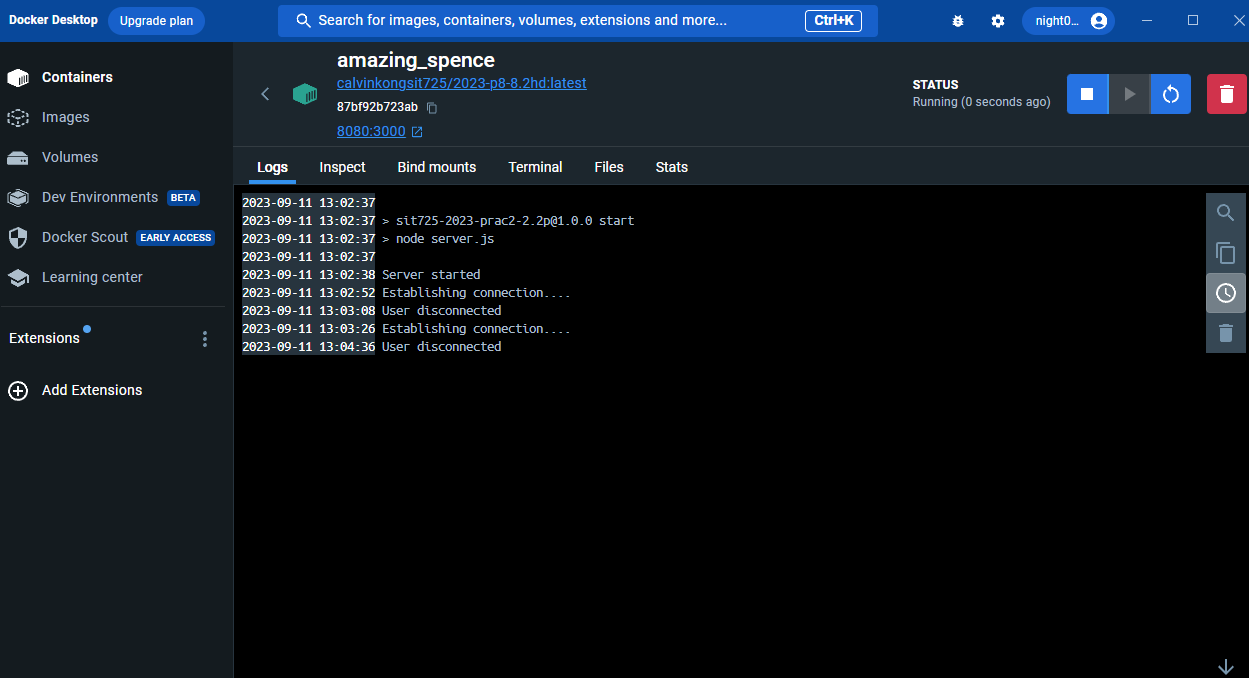 Docker Desktop Upgrade plan Search for images, containers, volumes, extensions and more... Ctrl+K night0...
Containers
Images
Volumes
Dev Environments BETA
Docker Scout EARLY ACCESS
Learning center
Extensions
Add Extensions
amazing_spence
calvinkongsit725/2023-p8-8.2hd:latest
87bf92b723ab
8080:3000
STATUS
Running (0 seconds ago)
Logs Inspect Bind mounts Terminal Files Stats
2023-09-11 13:02:37
2023-09-11 13:02:37 > sit725-2023-prac2-2.2p@1.0.0 start
2023-09-11 13:02:37 > node server.js
2023-09-11 13:02:37
2023-09-11 13:02:38 Server started
2023-09-11 13:02:52 Establishing connection....
2023-09-11 13:03:08 User disconnected
2023-09-11 13:03:26 Establishing connection....
2023-09-11 13:04:36 User disconnected